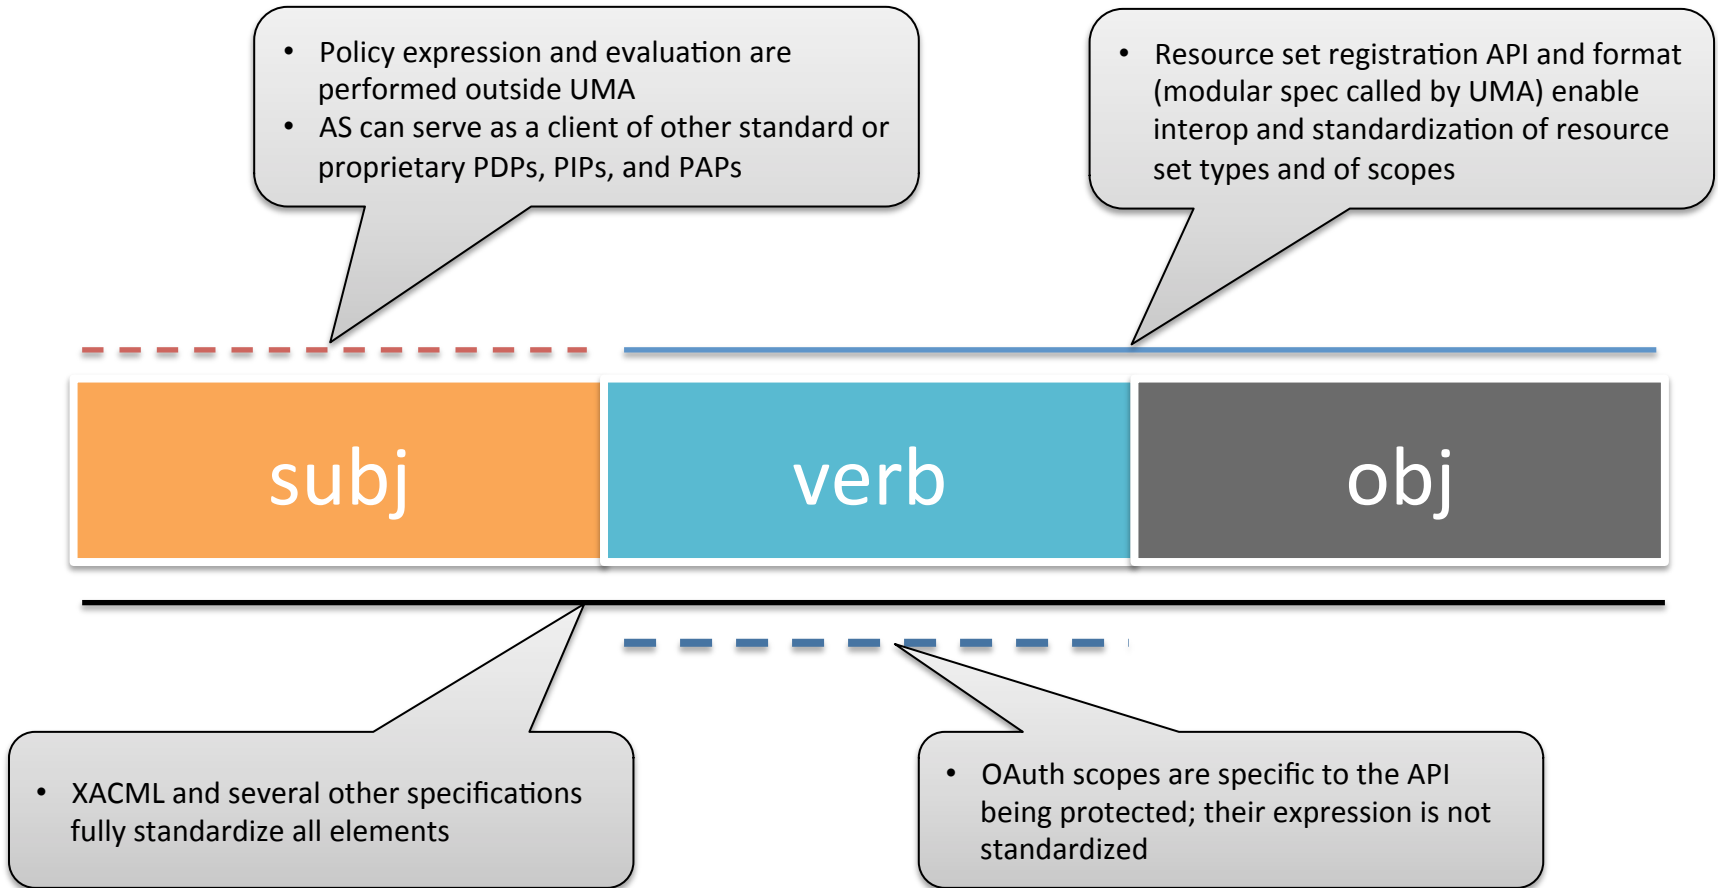 • Policy expression and evaluation are
performed outside UMA
• AS can serve as a client of other standard or
proprietary PDPs, PIPs, and PAPs
• Resource set registration API and format
(modular spec called by UMA) enable
interop and standardization of resource
set types and of scopes
subj
verb
obj
• XACML and several other specifications
fully standardize all elements
• OAuth scopes are specific to the API
being protected; their expression is not
standardized